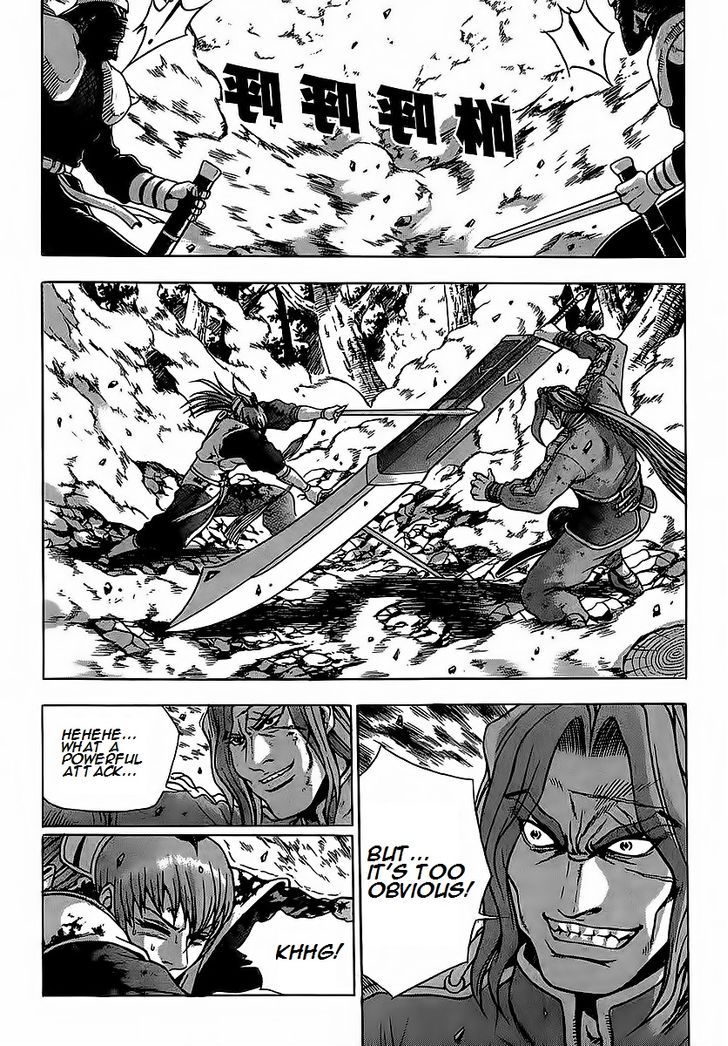 HEHEHE...
WHAT A
POWERFUL
ATTACK...
KHHG!
BUT...
IT'S TOO
OBVIOUS!